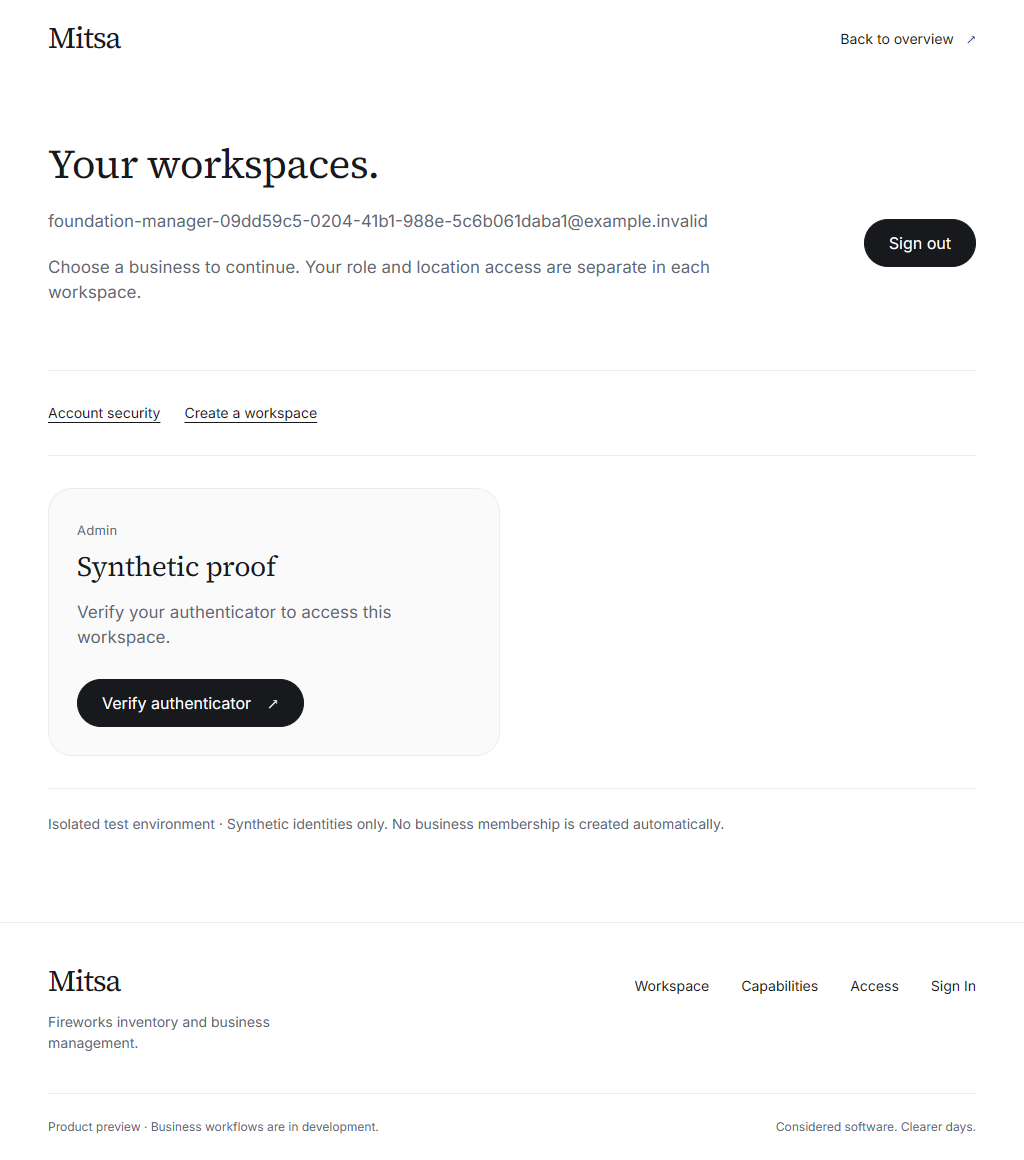 Mitsa
Back to overview ↗
Your workspaces.
foundation-manager-09dd59c5-0204-41b1-988e-5c6b061daba1@example.invalid
Sign out
Choose a business to continue. Your role and location access are separate in each
workspace.
Account security
Create a workspace
Admin
Synthetic proof
Verify your authenticator to access this
workspace.
Verify authenticator ↗
Isolated test environment · Synthetic identities only. No business membership is created automatically.
Mitsa
Workspace
Capabilities
Access
Sign In
Fireworks inventory and business
management.
Product preview · Business workflows are in development.
Considered software. Clearer days.